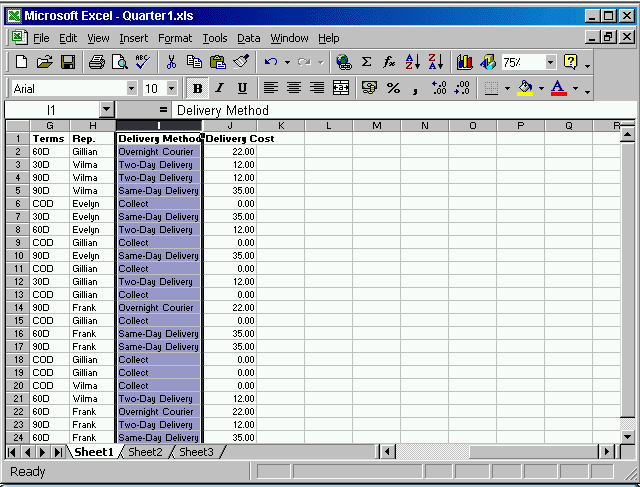 Microsoft Excel - Quarter1.xls
File Edit View Insert Format Tools Data Window Help
75%
Arial 10 B I U
I1 = Delivery Method
G H I J K L M N O P Q R
1 Terms Rep. Delivery Method Delivery Cost
2 60D Gillian Overnight Courier 22.00
3 30D Wilma Two-Day Delivery 12.00
4 90D Wilma Two-Day Delivery 12.00
5 90D Wilma Same-Day Delivery 35.00
6 COD Evelyn Collect 0.00
7 30D Evelyn Same-Day Delivery 35.00
8 60D Evelyn Two-Day Delivery 12.00
9 COD Gillian Collect 0.00
10 90D Evelyn Same-Day Delivery 35.00
11 COD Gillian Collect 0.00
12 30D Gillian Two-Day Delivery 12.00
13 COD Gillian Collect 0.00
14 90D Frank Overnight Courier 22.00
15 COD Gillian Collect 0.00
16 60D Frank Same-Day Delivery 35.00
17 90D Frank Same-Day Delivery 35.00
18 COD Gillian Collect 0.00
19 COD Gillian Collect 0.00
20 COD Wilma Collect 0.00
21 60D Wilma Two-Day Delivery 12.00
22 60D Frank Overnight Courier 22.00
23 90D Frank Two-Day Delivery 12.00
24 60D Frank Same-Day Delivery 35.00
Sheet1 Sheet2 Sheet3
Ready